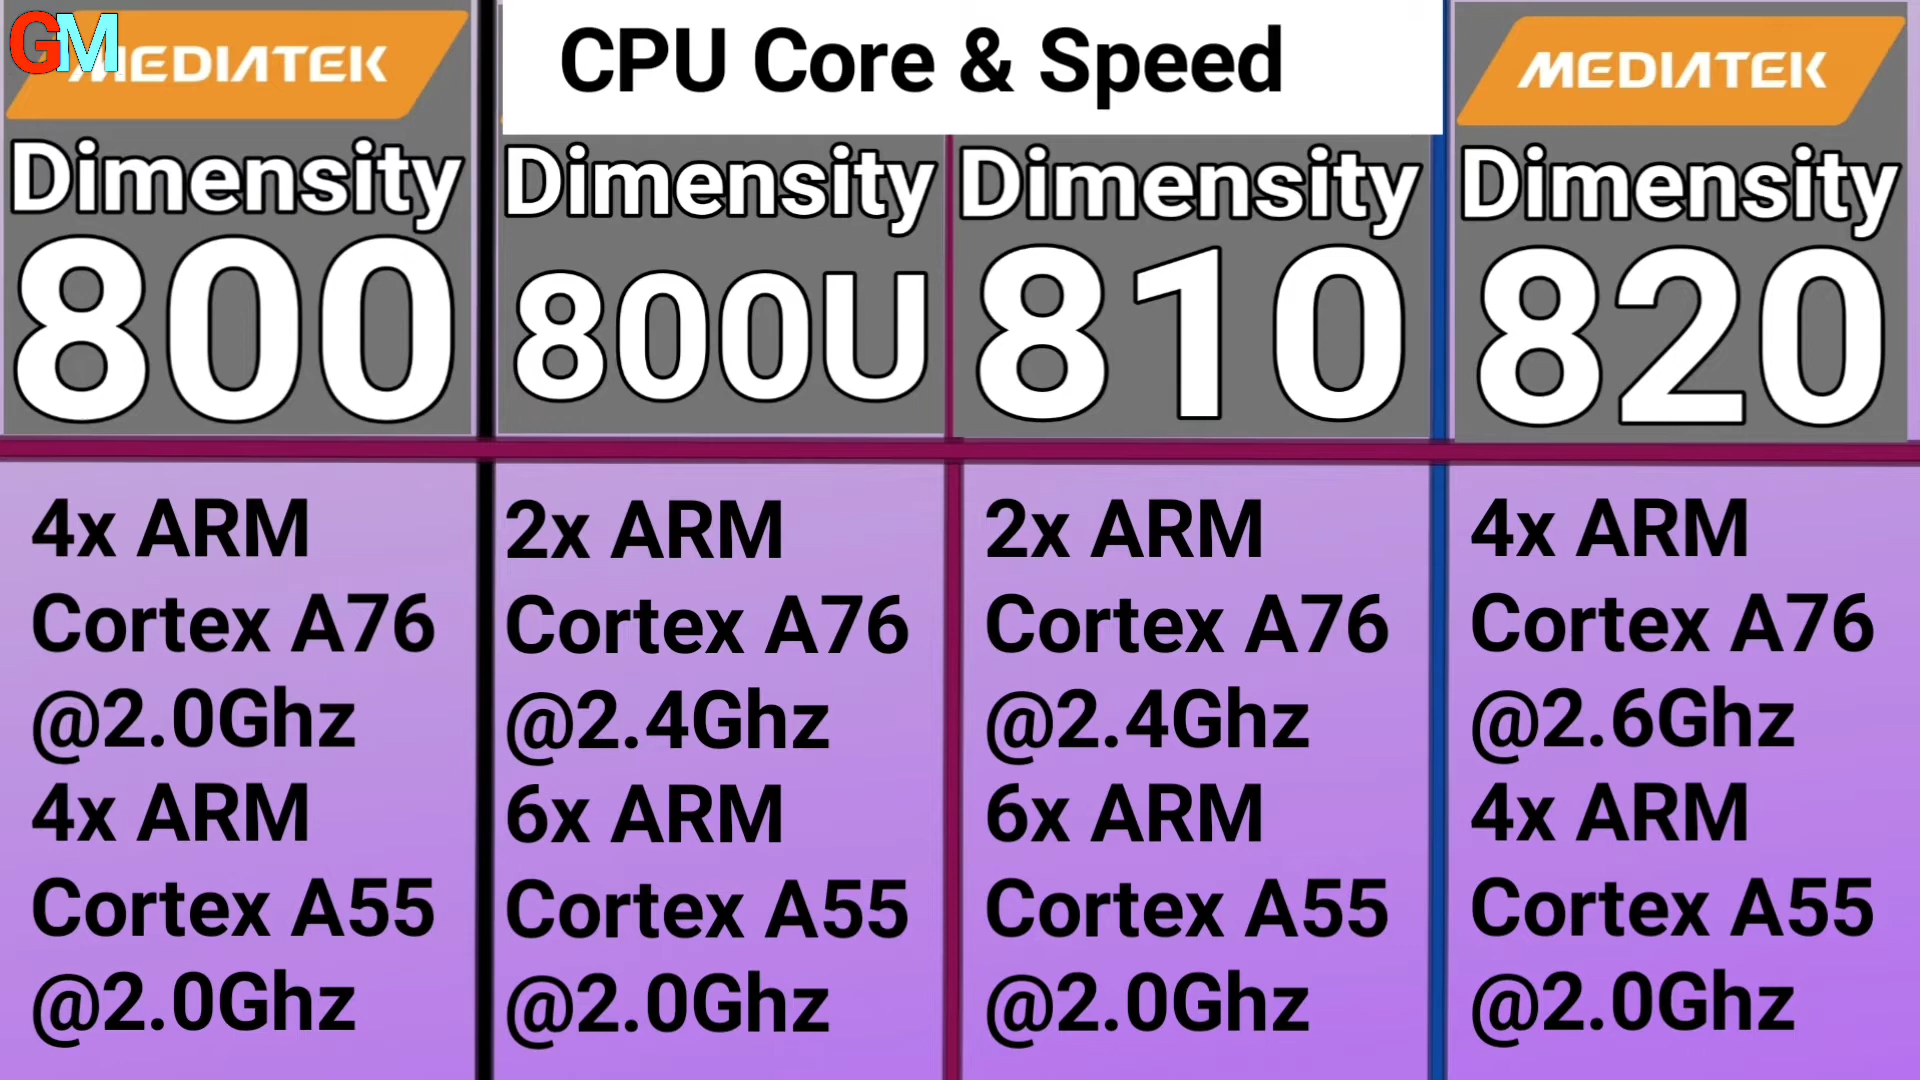 GM
MEDIATEK
CPU Core & Speed
MEDIATEK
Dimensity
800
Dimensity
800U
Dimensity
810
Dimensity
820
4x ARM
Cortex A76
@2.0Ghz
4x ARM
Cortex A55
@2.0Ghz
2x ARM
Cortex A76
@2.4Ghz
6x ARM
Cortex A55
@2.0Ghz
2x ARM
Cortex A76
@2.4Ghz
6x ARM
Cortex A55
@2.0Ghz
4x ARM
Cortex A76
@2.6Ghz
4x ARM
Cortex A55
@2.0Ghz